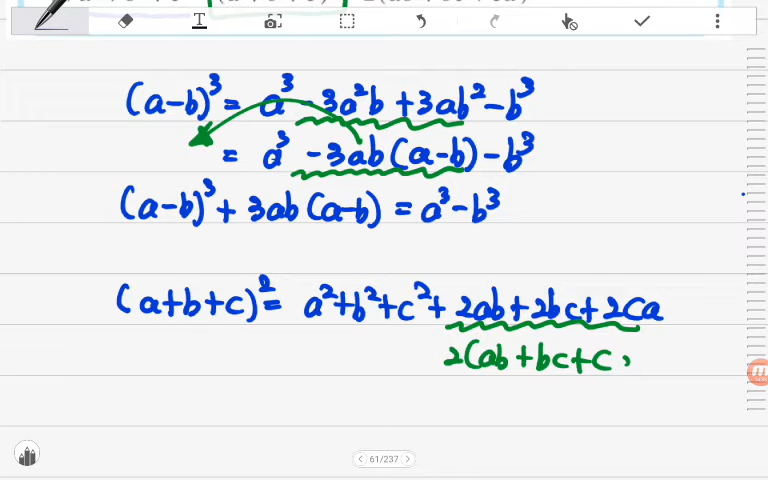 (a-b)³ = a³ - 3a²b + 3ab² - b³
= a³ - 3ab(a-b) - b³
(a-b)³ + 3ab(a-b) = a³ - b³
(a+b+c)² = a² + b² + c² + 2ab + 2bc + 2ca
2(ab + bc + c
61/237